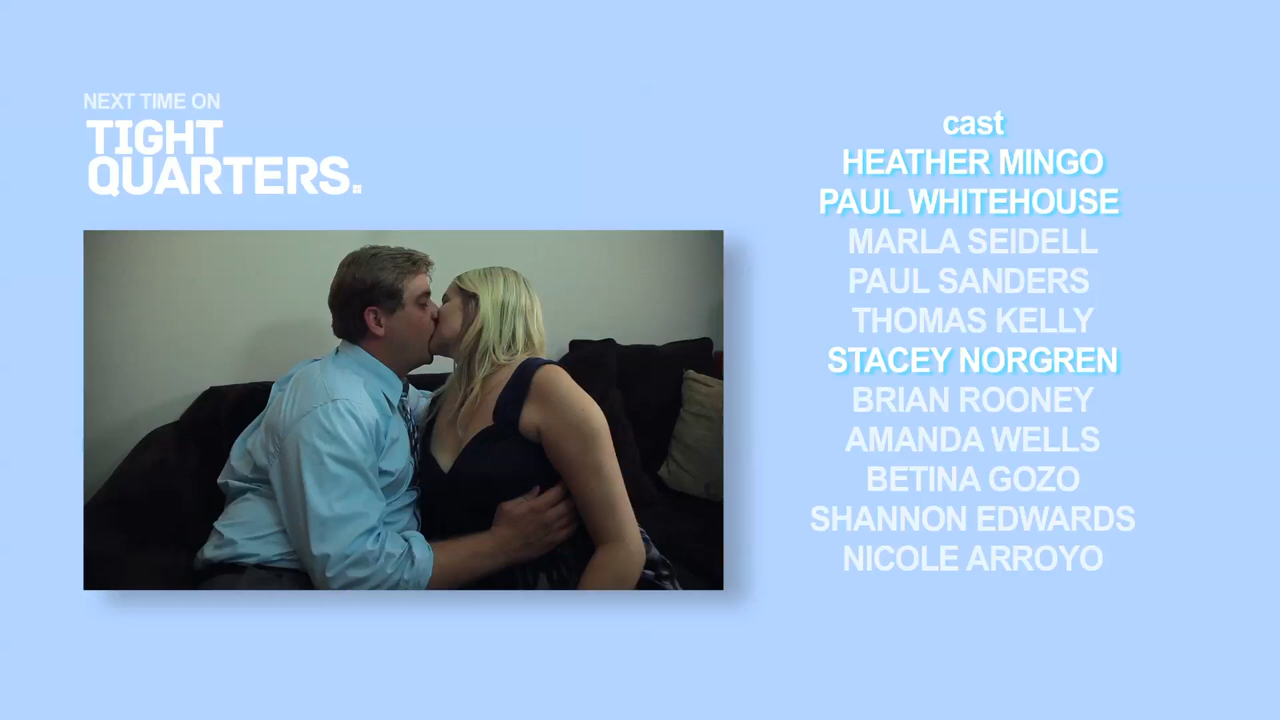 NEXT TIME ON
TIGHT
QUARTERS.
cast
HEATHER MINGO
PAUL WHITEHOUSE
MARLA SEIDELL
PAUL SANDERS
THOMAS KELLY
STACEY NORGREN
BRIAN ROONEY
AMANDA WELLS
BETINA GOZO
SHANNON EDWARDS
NICOLE ARROYO